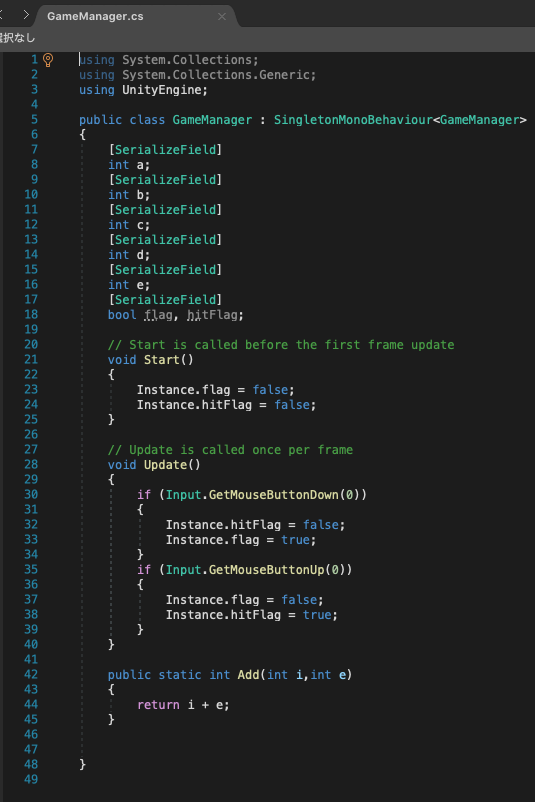 GameManager.cs
選択なし
1 using System.Collections;
2 using System.Collections.Generic;
3 using UnityEngine;
4
5 public class GameManager : SingletonMonoBehaviour<GameManager>
6 {
7 [SerializeField]
8 int a;
9 [SerializeField]
10 int b;
11 [SerializeField]
12 int c;
13 [SerializeField]
14 int d;
15 [SerializeField]
16 int e;
17 [SerializeField]
18 bool flag, hitFlag;
19
20 // Start is called before the first frame update
21 void Start()
22 {
23 Instance.flag = false;
24 Instance.hitFlag = false;
25 }
26
27 // Update is called once per frame
28 void Update()
29 {
30 if (Input.GetMouseButtonDown(0))
31 {
32 Instance.hitFlag = false;
33 Instance.flag = true;
34 }
35 if (Input.GetMouseButtonUp(0))
36 {
37 Instance.flag = false;
38 Instance.hitFlag = true;
39 }
40 }
41
42 public static int Add(int i,int e)
43 {
44 return i + e;
45 }
46
47
48 }
49